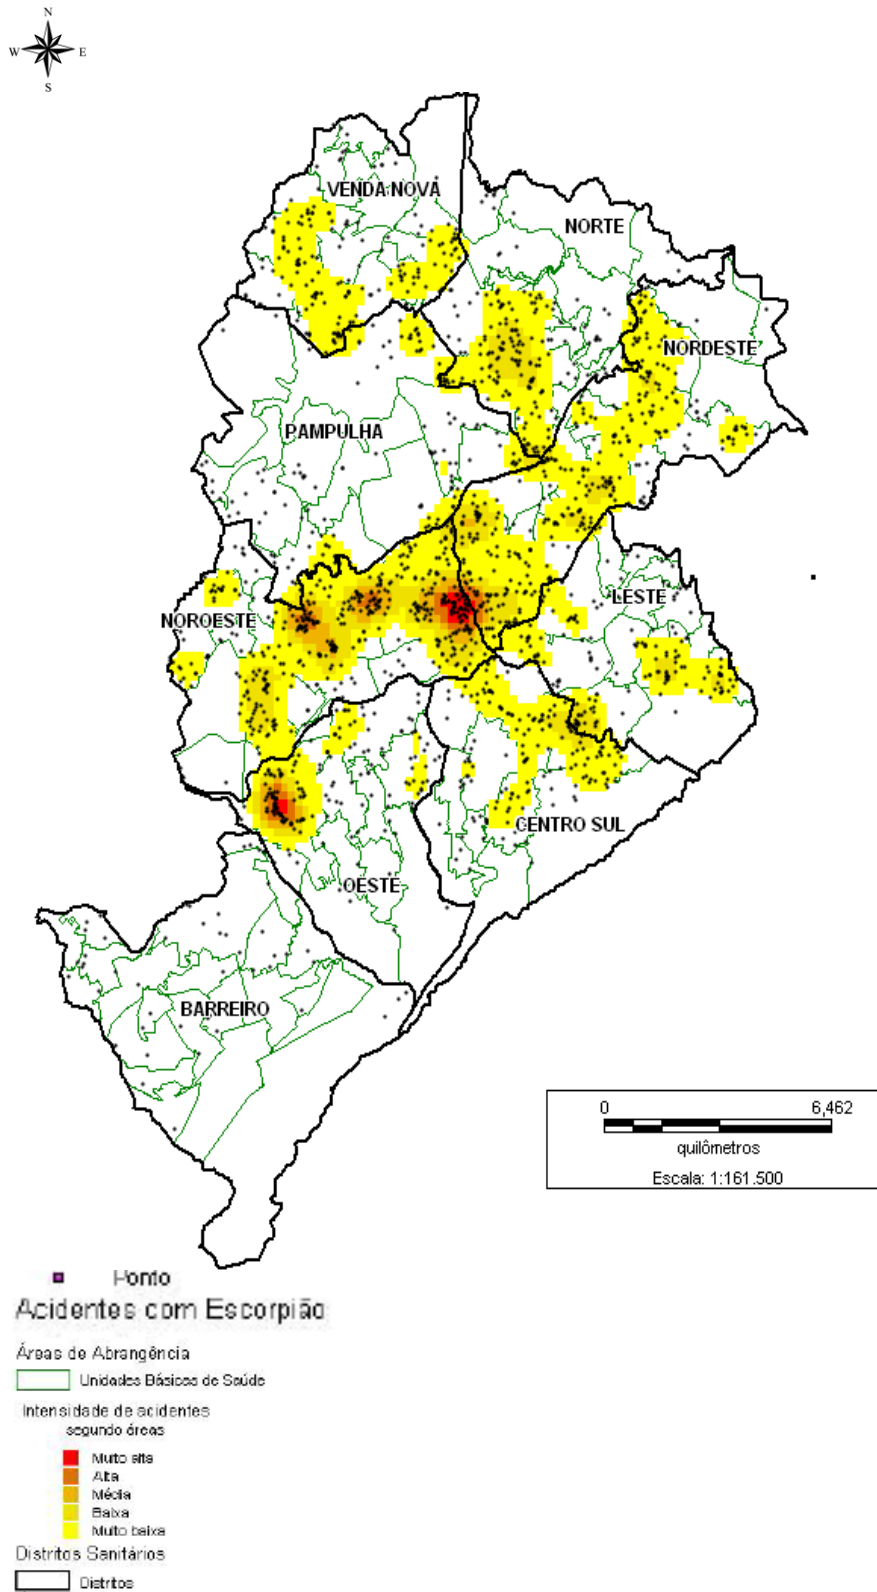 N
W E
S
VENDA NOVA
NORTE
NORDESTE
PAMPULHA
LESTE
NOROESTE
CENTRO SUL
OESTE
BARREIRO
0 6,462
quilômetros
Escala: 1:161.500
Ponto
Acidentes com Escorpião
Áreas de Abrangência
Unidades Básicas de Saúde
Intensidade de acidentes
segundo áreas
Muito alta
Alta
Média
Baixa
Muito baixa
Distritos Sanitários
Distritos